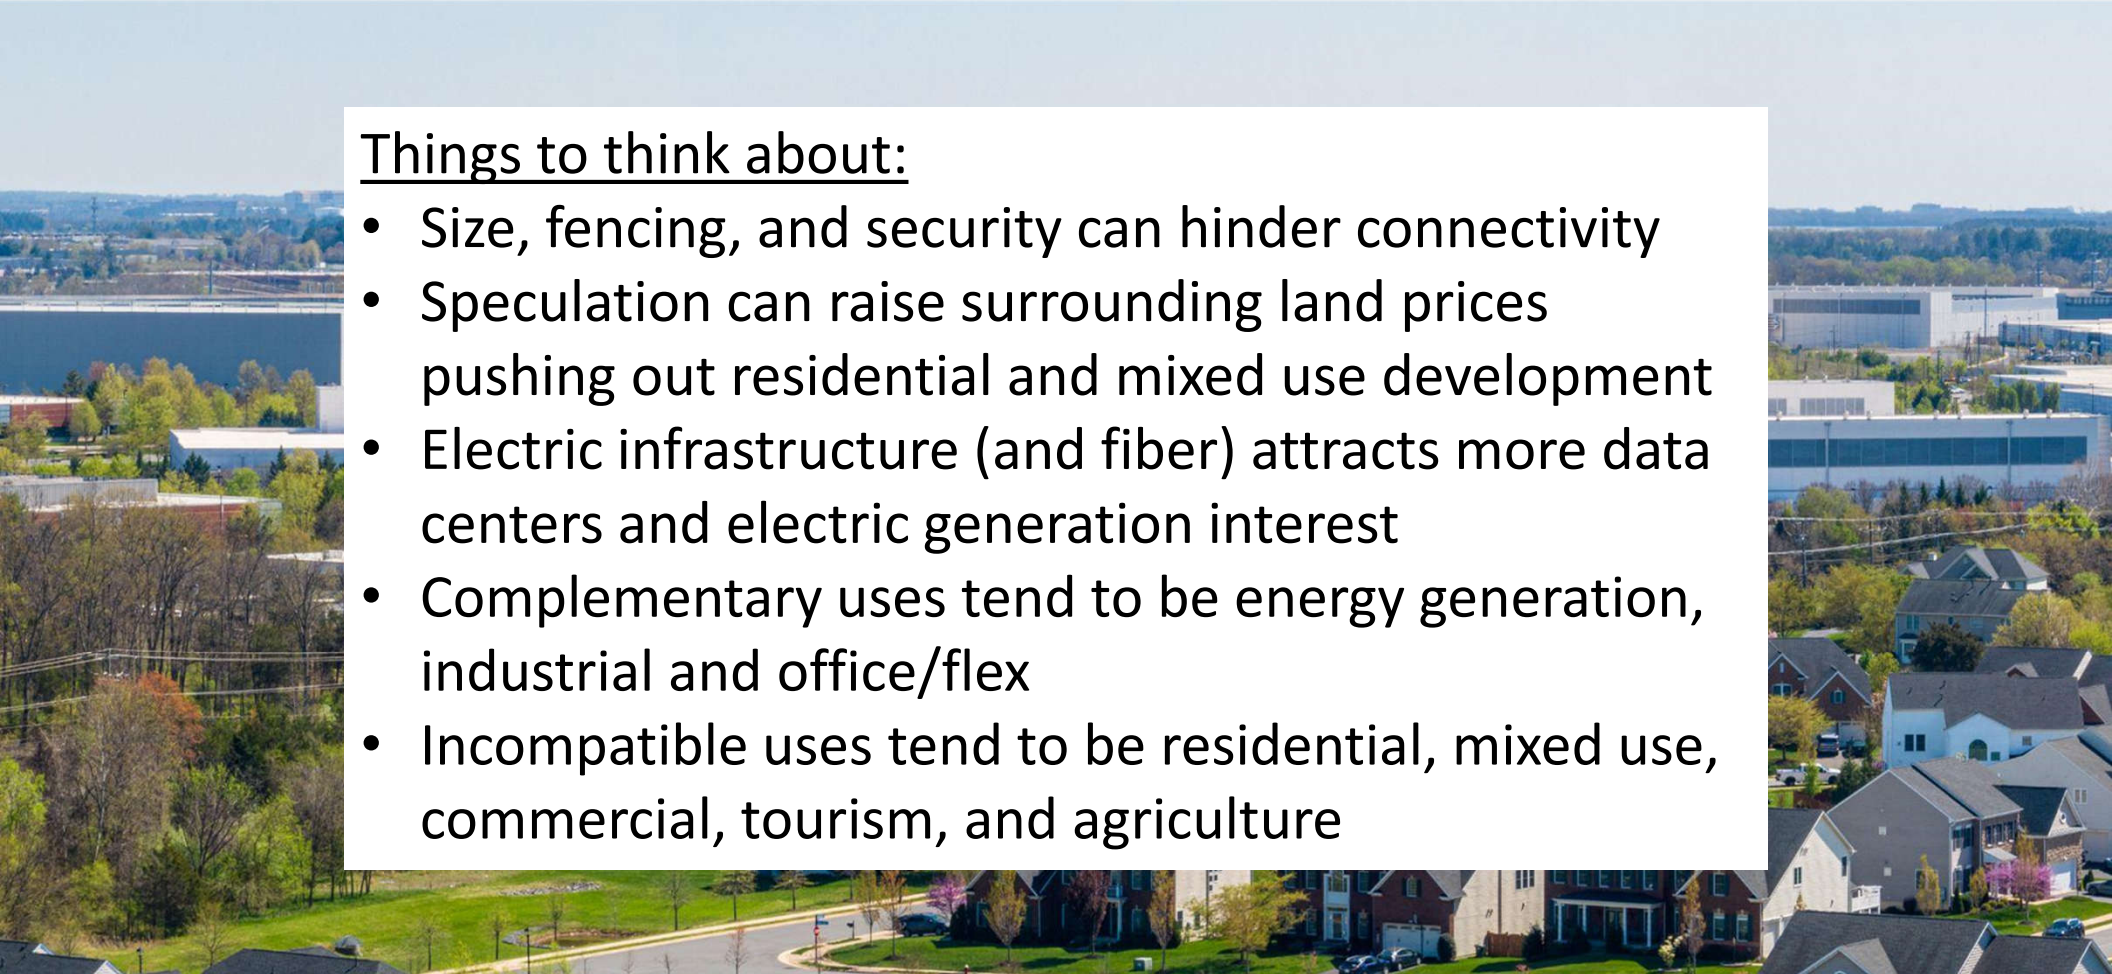 Things to think about:
• Size, fencing, and security can hinder connectivity
• Speculation can raise surrounding land prices
pushing out residential and mixed use development
• Electric infrastructure (and fiber) attracts more data
centers and electric generation interest
• Complementary uses tend to be energy generation,
industrial and office/flex
• Incompatible uses tend to be residential, mixed use,
commercial, tourism, and agriculture